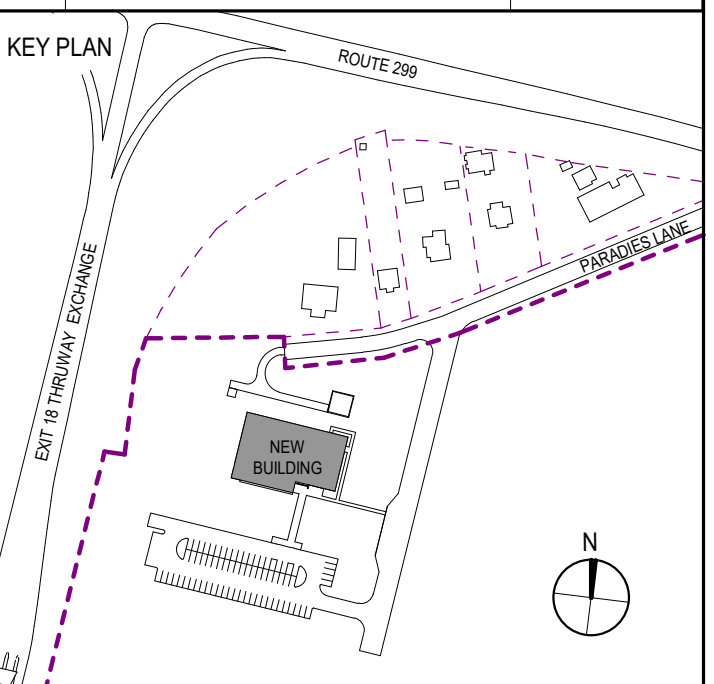 KEY PLAN
ROUTE 299
PARADIES LANE
EXIT 18 THRUWAY EXCHANGE
NEW
BUILDING
N